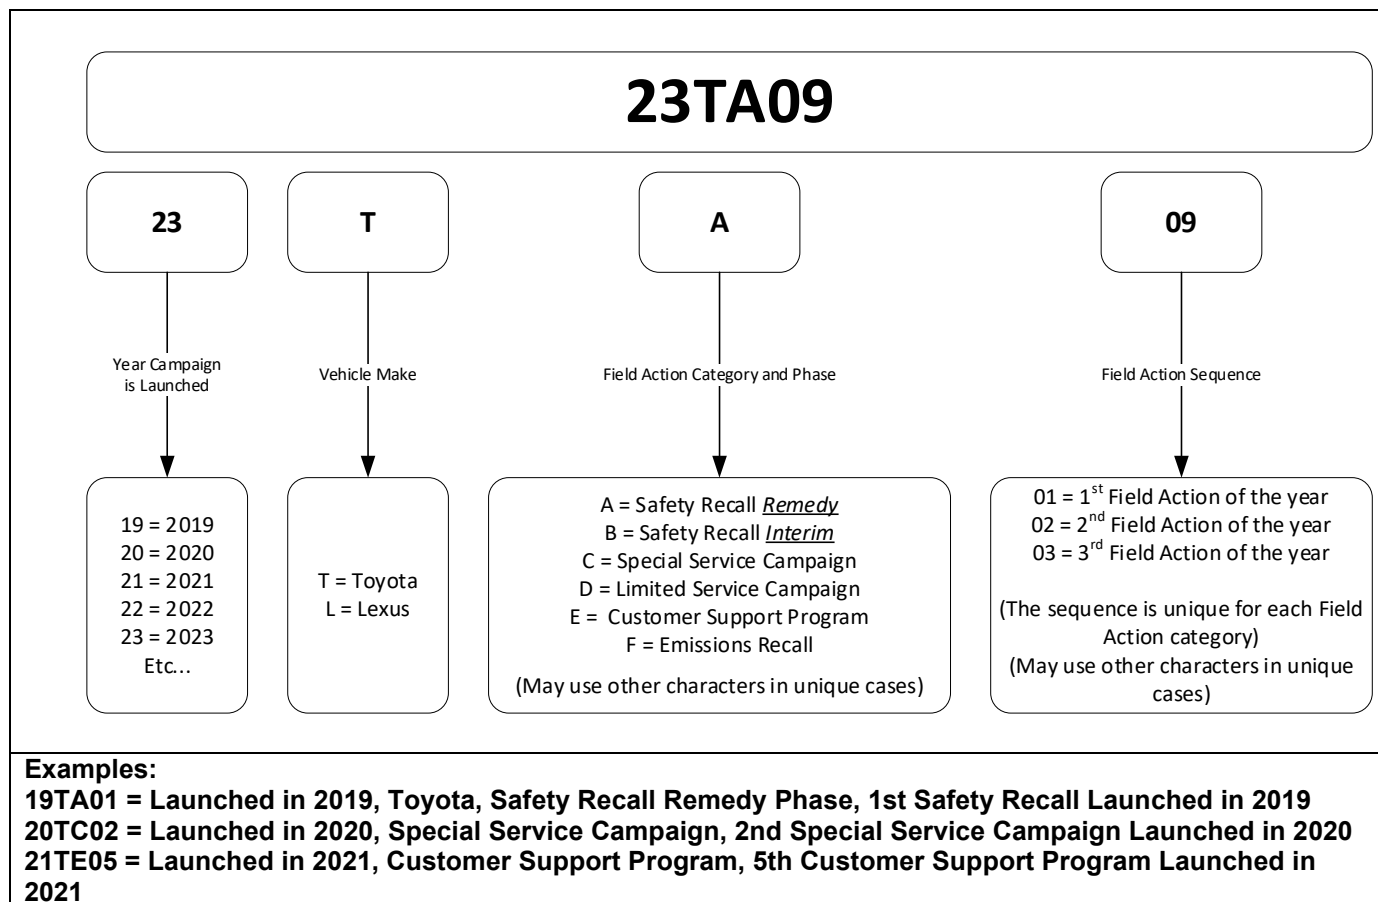 23TA09
23
T
A
09
Year Campaign
is Launched
Vehicle Make
Field Action Category and Phase
Field Action Sequence
19 = 2019
20 = 2020
21 = 2021
22 = 2022
23 = 2023
Etc...
T = Toyota
L = Lexus
A = Safety Recall Remedy
B = Safety Recall Interim
C = Special Service Campaign
D = Limited Service Campaign
E =  Customer Support Program
F = Emissions Recall
(May use other characters in unique cases)
01 = 1st Field Action of the year
02 = 2nd Field Action of the year
03 = 3rd Field Action of the year
(The sequence is unique for each Field
Action category)
(May use other characters in unique
cases)
Examples:
19TA01 = Launched in 2019, Toyota, Safety Recall Remedy Phase, 1st Safety Recall Launched in 2019
20TC02 = Launched in 2020, Special Service Campaign, 2nd Special Service Campaign Launched in 2020
21TE05 = Launched in 2021, Customer Support Program, 5th Customer Support Program Launched in
2021